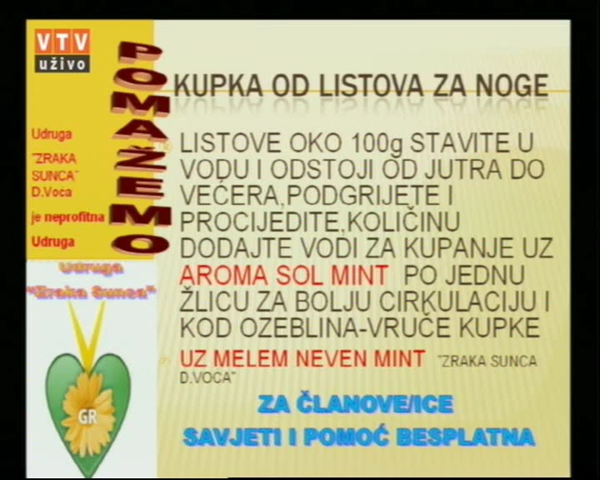 VTV
uživo
POMAŽEMO
Udruga
"ZRAKA
SUNCA"
D.Voća
je neprofitna
Udruga
Udruga
"Zraka Sunca"
GR
KUPKA OD LISTOVA ZA NOGE
LISTOVE OKO 100g STAVITE U
VODU I ODSTOJI OD JUTRA DO
VEĆERA,PODGRIJETE I
PROCIJEDITE,KOLIČINU
DODAJTE VODI ZA KUPANJE UZ
AROMA SOL MINT PO JEDNU
ŽLICU ZA BOLJU CIRKULACIJU I
KOD OZEBLINA-VRUČE KUPKE
UZ MELEM NEVEN MINT "ZRAKA SUNCA
D.VOCA"
ZA ČLANOVE/ICE
SAVJETI I POMOĆ BESPLATNA